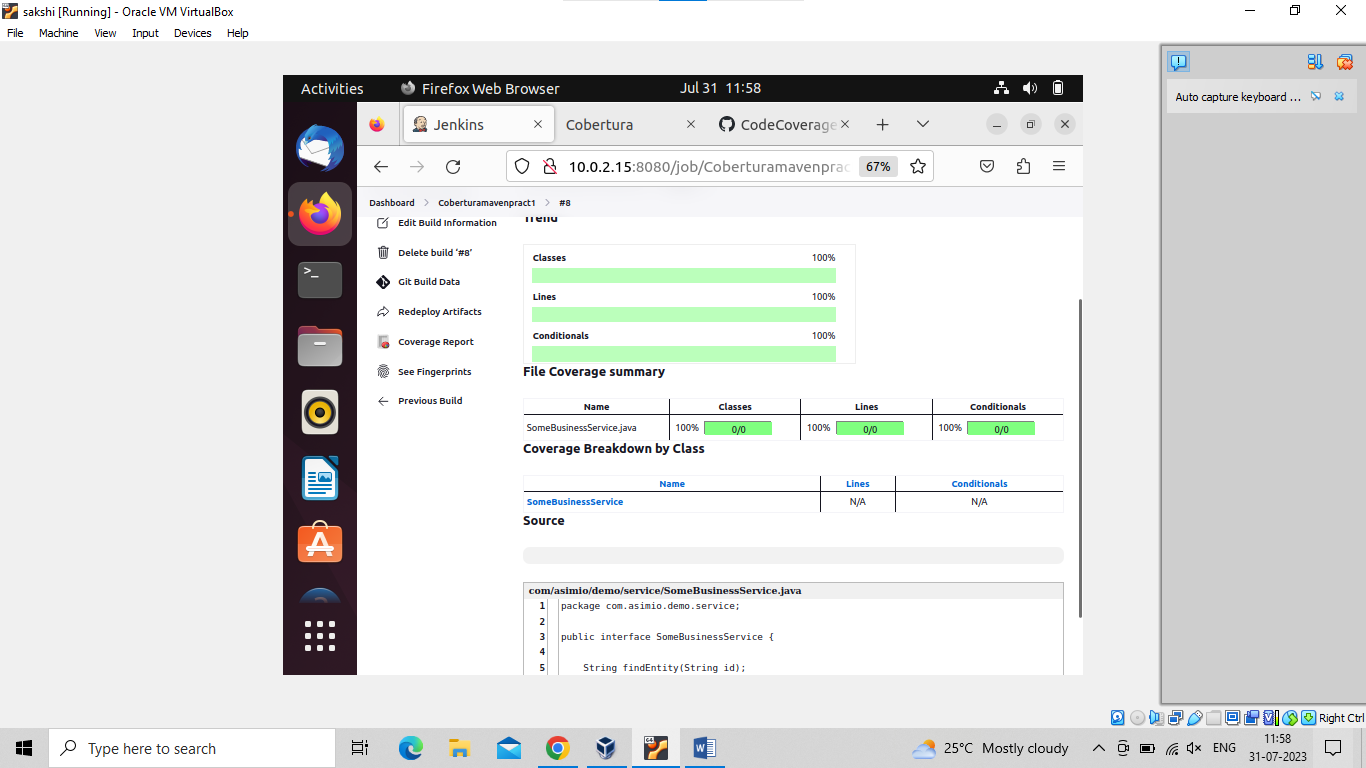 sakshi [Running] - Oracle VM VirtualBox
File Machine View Input Devices Help
Auto capture keyboard ...
Activities Firefox Web Browser Jul 31 11:58
Jenkins Cobertura CodeCoverage
10.0.2.15:8080/job/Coberturamavenprac 67%
Dashboard Coberturamavenpract1 #8
Edit Build Information
Delete build ‘#8’
Git Build Data
Redeploy Artifacts
Coverage Report
See Fingerprints
Previous Build
Trend
Classes 100%
Lines 100%
Conditionals 100%
File Coverage summary
Name Classes Lines Conditionals
SomeBusinessService.java 100% 0/0 100% 0/0 100% 0/0
Coverage Breakdown by Class
Name Lines Conditionals
SomeBusinessService N/A N/A
Source
com/asimio/demo/service/SomeBusinessService.java
1 package com.asimio.demo.service;
2
3 public interface SomeBusinessService {
4
5 String findEntity(String id);
Right Ctrl
Type here to search
25°C Mostly cloudy
ENG
11:58
31-07-2023